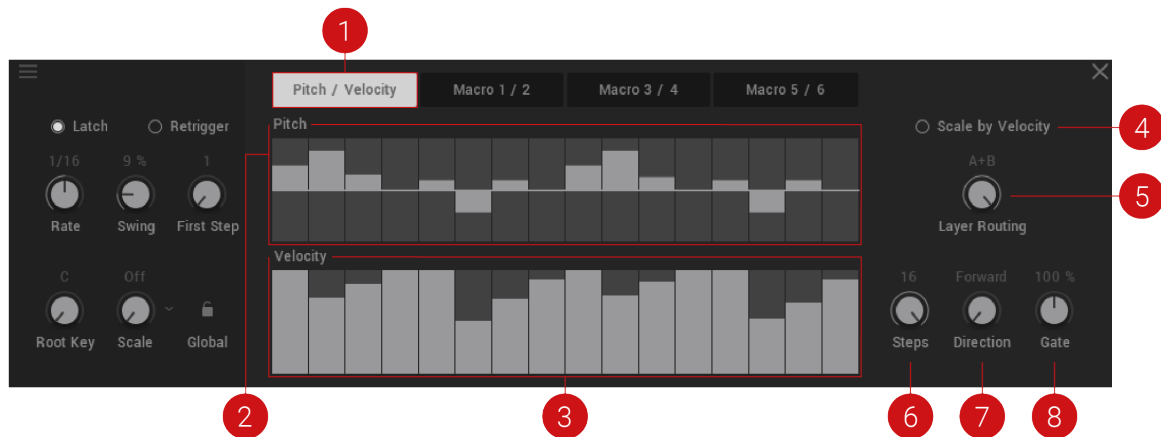 1
Pitch / Velocity
Macro 1 / 2
Macro 3 / 4
Macro 5 / 6
Latch
Retrigger
Pitch
Scale by Velocity
4
1/16
9 %
1
A+B
5
Rate
Swing
First Step
Layer Routing
Velocity
C
Off
16
Forward
100 %
Root Key
Scale
Global
Steps
Direction
Gate
2
3
6
7
8